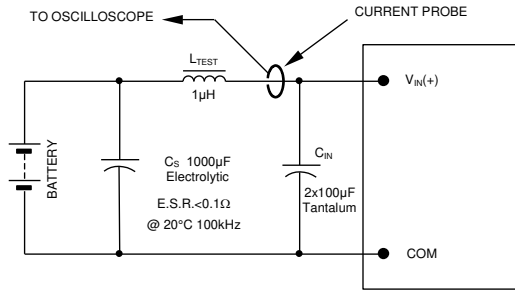 TO OSCILLOSCOPE
CURRENT PROBE
LTEST
1μH
VIN(+)
BATTERY
CS 1000μF
Electrolytic
E.S.R.<0.1Ω
@ 20°C 100kHz
CIN
2x100μF
Tantalum
COM